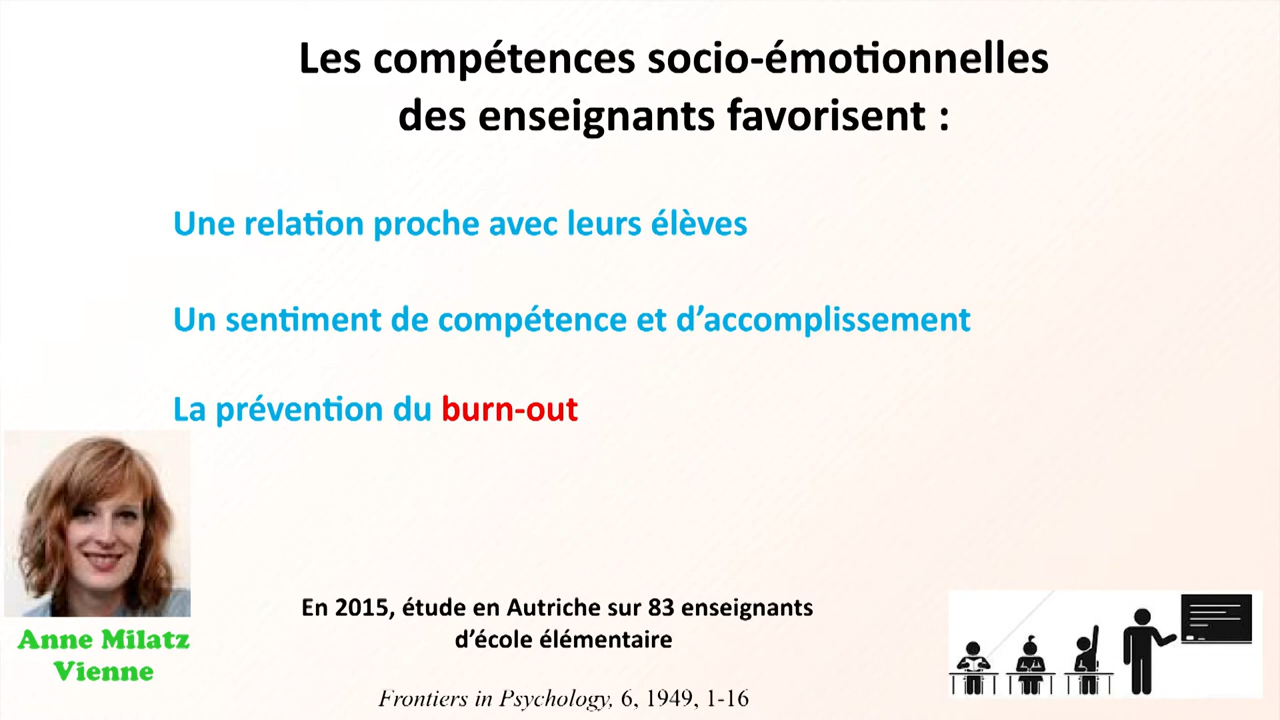 Les compétences socio-émotionnelles
des enseignants favorisent :
Une relation proche avec leurs élèves
Un sentiment de compétence et d’accomplissement
La prévention du burn-out
Anne Milatz
Vienne
En 2015, étude en Autriche sur 83 enseignants
d’école élémentaire
Frontiers in Psychology, 6, 1949, 1-16